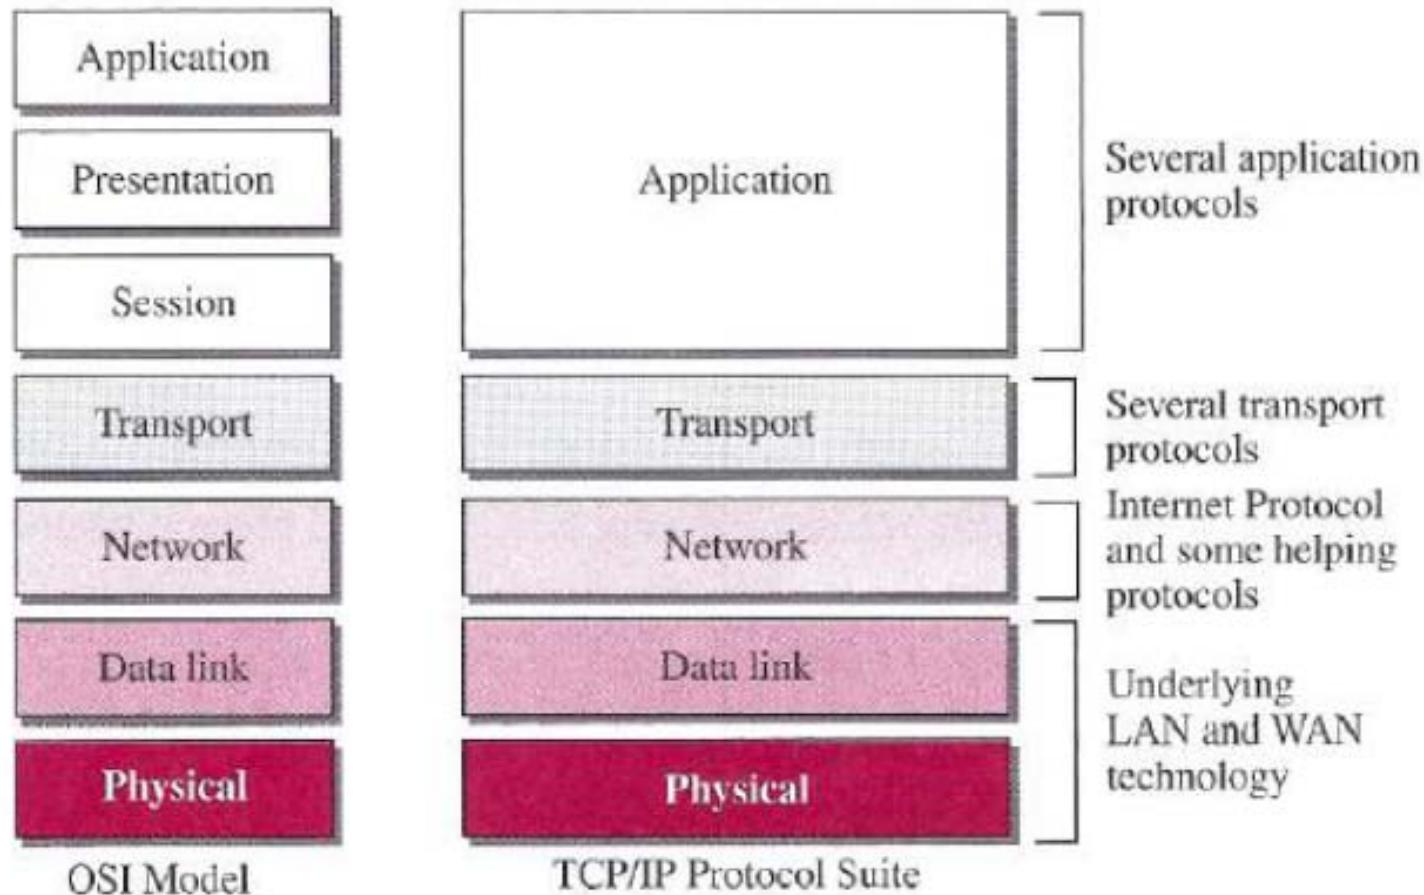 Application
Presentation
Session
Transport
Network
Data link
Physical
OSI Model
Application
Transport
Network
Data link
Physical
TCP/IP Protocol Suite
Several application
protocols
Several transport
protocols
Internet Protocol
and some helping
protocols
Underlying
LAN and WAN
technology